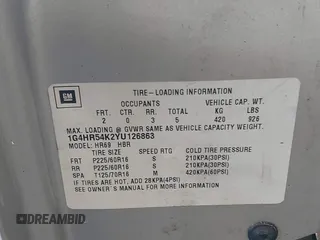 GM
TIRE-LOADING INFORMATION
OCCUPANTS VEHICLE CAP. WT.
FRT. CTR. RR. TOTAL KG LBS
2 0 3 5 420 926
MAX. LOADING @ GVWR SAME AS VEHICLE CAPACITY WEIGHT
1G4HR54K2YU126863
MODEL: HR69 HBR
TIRE SIZE SPEED RTG COLD TIRE PRESSURE
FRT P225/60R16 S 210KPA(30PSI)
RR P225/60R16 S 210KPA(30PSI)
SPA T125/70R16 M 420KPA(60PSI)
IF TIRES ARE HOT, ADD 28KPA(4PSI)
SEE OWNER'S MANUAL FOR ADDITIONAL INFORMATION